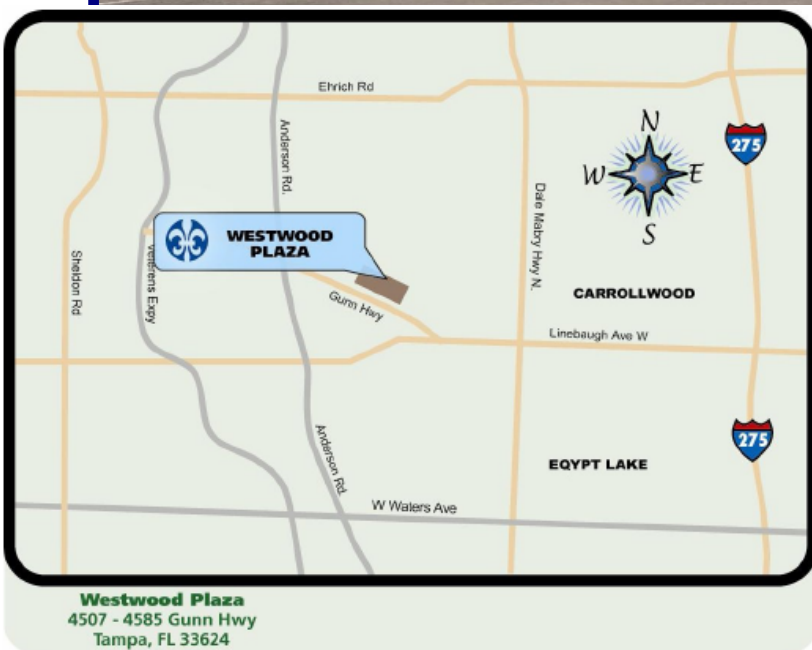 Ehrich Rd
N
275
Anderson Rd.
W
E
Dale Mabry Hwy N.
S
WESTWOOD
PLAZA
Sheldon Rd
Veterens Expy
CARROLLWOOD
Gunn Hwy
Linebaugh Ave W
275
Anderson Rd.
EQYPT LAKE
W Waters Ave
Westwood Plaza
4507 - 4585 Gunn Hwy
Tampa, FL 33624